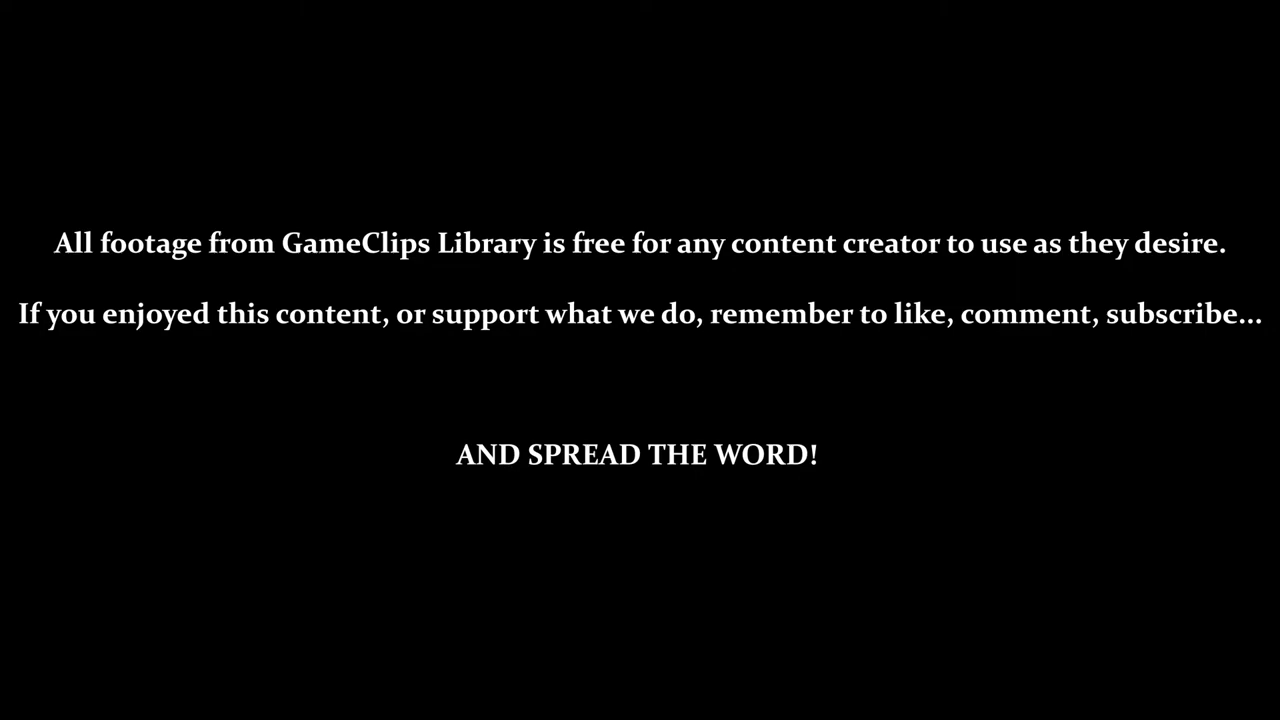 All footage from GameClips Library is free for any content creator to use as they desire.
If you enjoyed this content, or support what we do, remember to like, comment, subscribe...
AND SPREAD THE WORD!